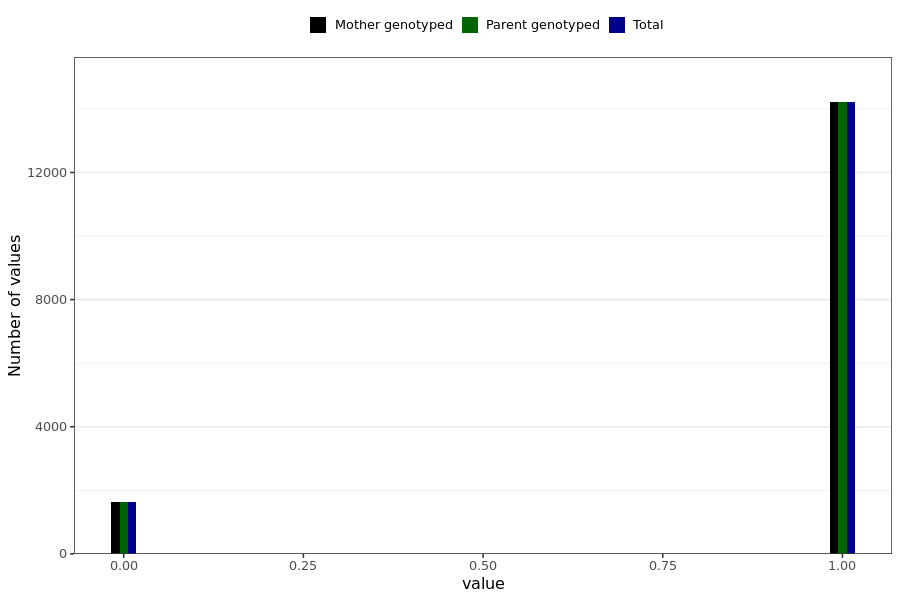 Mother genotyped Parent genotyped Total
Number of values
12000
8000
4000
0
0.00 0.25 0.50 0.75 1.00
value